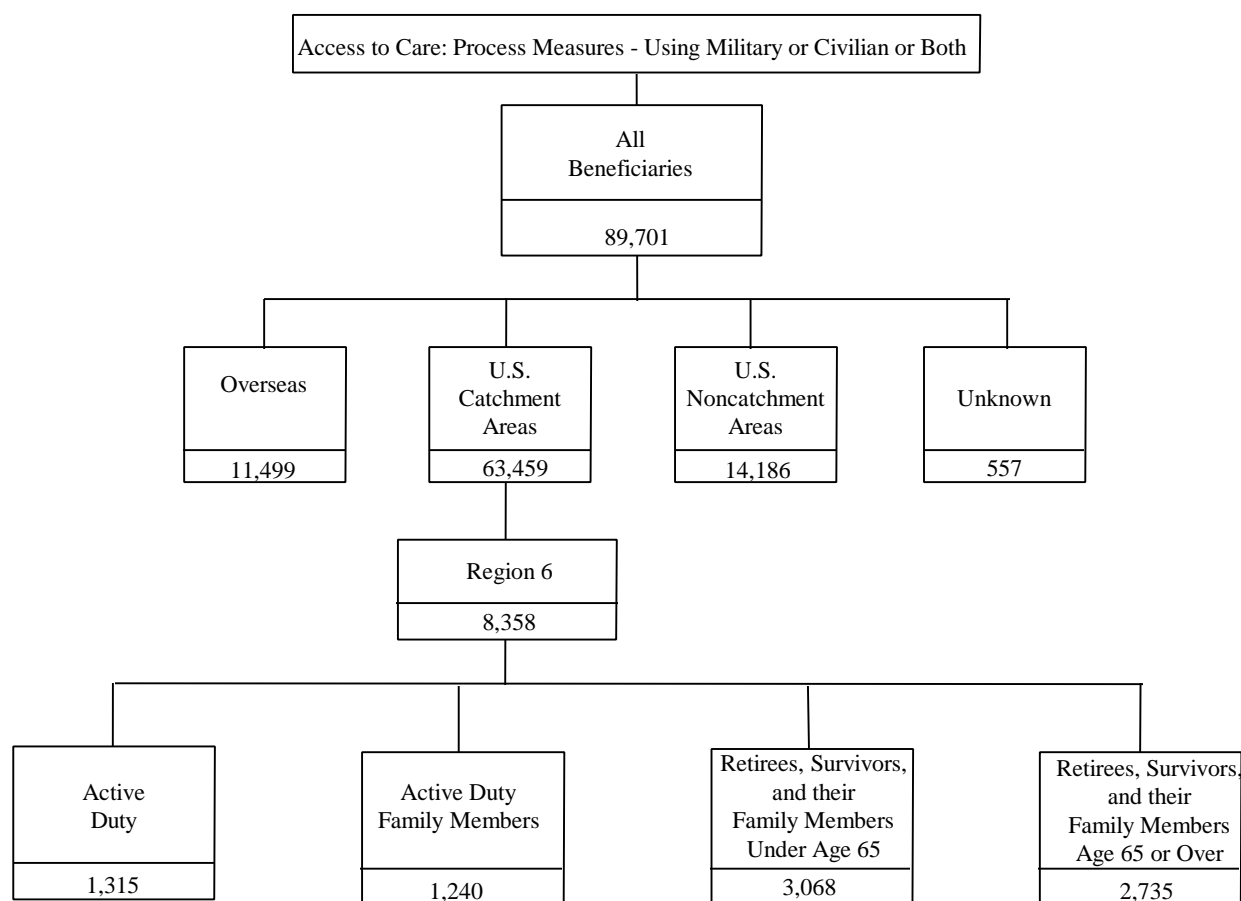 Access to Care: Process Measures - Using Military or Civilian or Both
All
Beneficiaries
89,701
Overseas
11,499
U.S.
Catchment
Areas
63,459
U.S.
Noncatchment
Areas
14,186
Unknown
557
Region 6
8,358
Active
Duty
1,315
Active Duty
Family Members
1,240
Retirees, Survivors,
and their
Family Members
Under Age 65
3,068
Retirees, Survivors,
and their
Family Members
Age 65 or Over
2,735